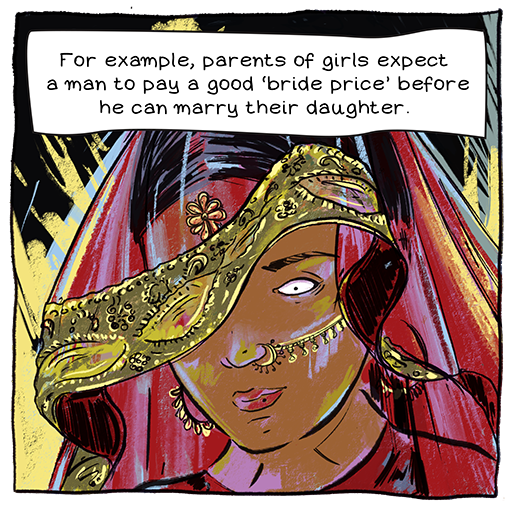 For example, parents of girls expect
a man to pay a good ‘bride price’ before
he can marry their daughter.